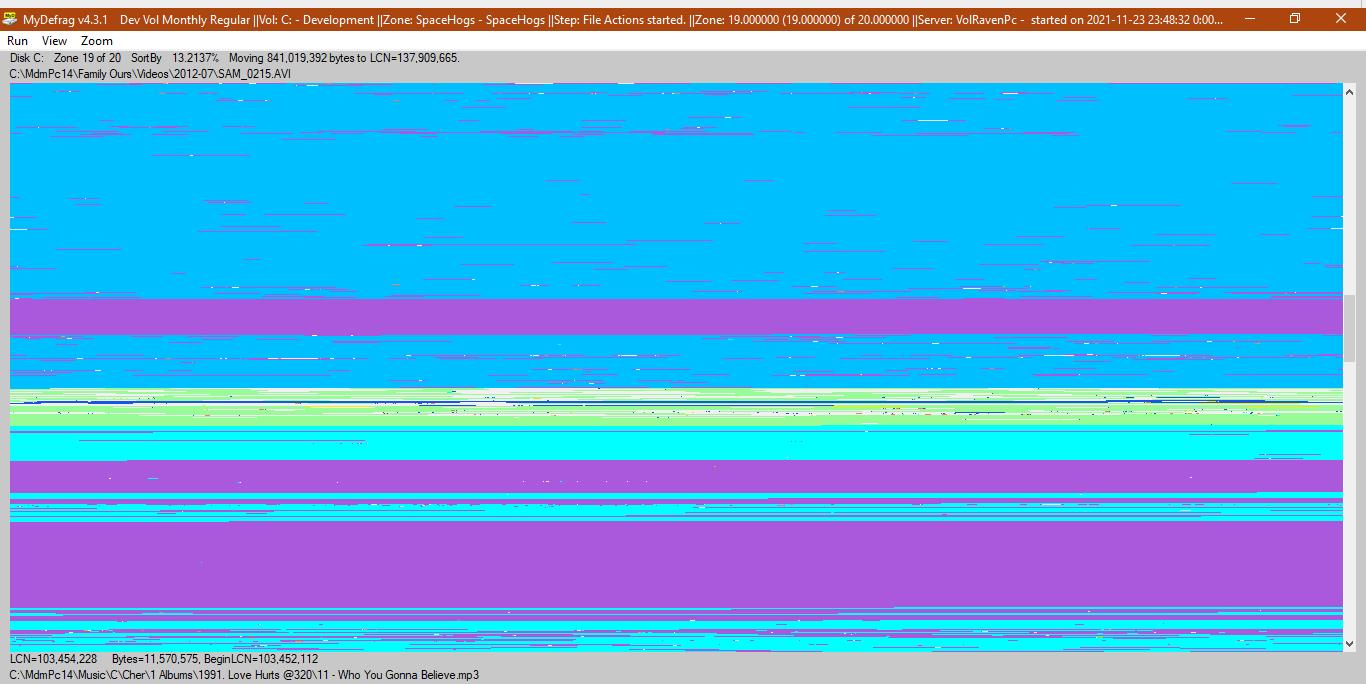 MyDefrag v4.3.1 Dev Vol Monthly Regular ||Vol: C: - Development ||Zone: SpaceHogs - SpaceHogs ||Step: File Actions started. ||Zone: 19.000000 (19.000000) of 20.000000 ||Server: VolRavenPc - started on 2021-11-23 23:48:32 0:00...
Run View Zoom
Disk C: Zone 19 of 20 SortBy 13.2137% Moving 841,019,392 bytes to LCN=137,909,665.
C:\MdmPc14\Family Ours\Videos\2012-07\SAM_0215.AVI
LCN=103,454,228 Bytes=11,570,575, BeginLCN=103,452,112
C:\MdmPc14\Music\C\Cher\1 Albums\1991. Love Hurts @320\11 - Who You Gonna Believe.mp3